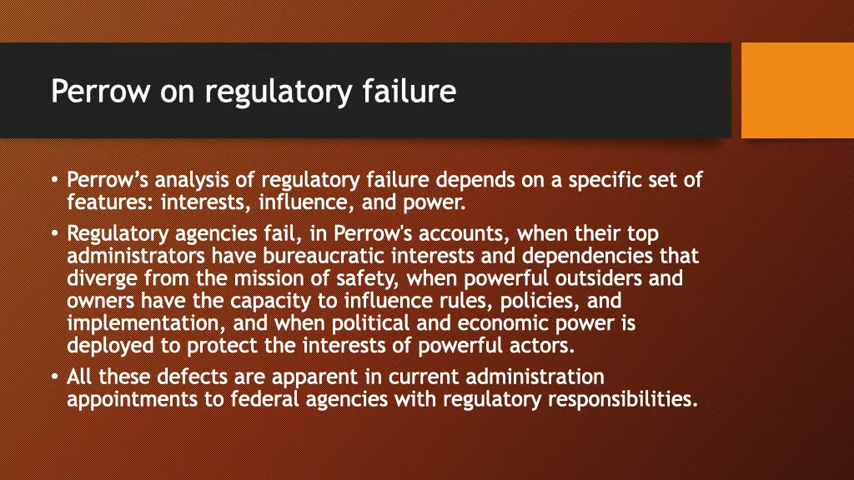 Perrow on regulatory failure
• Perrow’s analysis of regulatory failure depends on a specific set of
features: interests, influence, and power.
• Regulatory agencies fail, in Perrow's accounts, when their top
administrators have bureaucratic interests and dependencies that
diverge from the mission of safety, when powerful outsiders and
owners have the capacity to influence rules, policies, and
implementation, and when political and economic power is
deployed to protect the interests of powerful actors.
• All these defects are apparent in current administration
appointments to federal agencies with regulatory responsibilities.